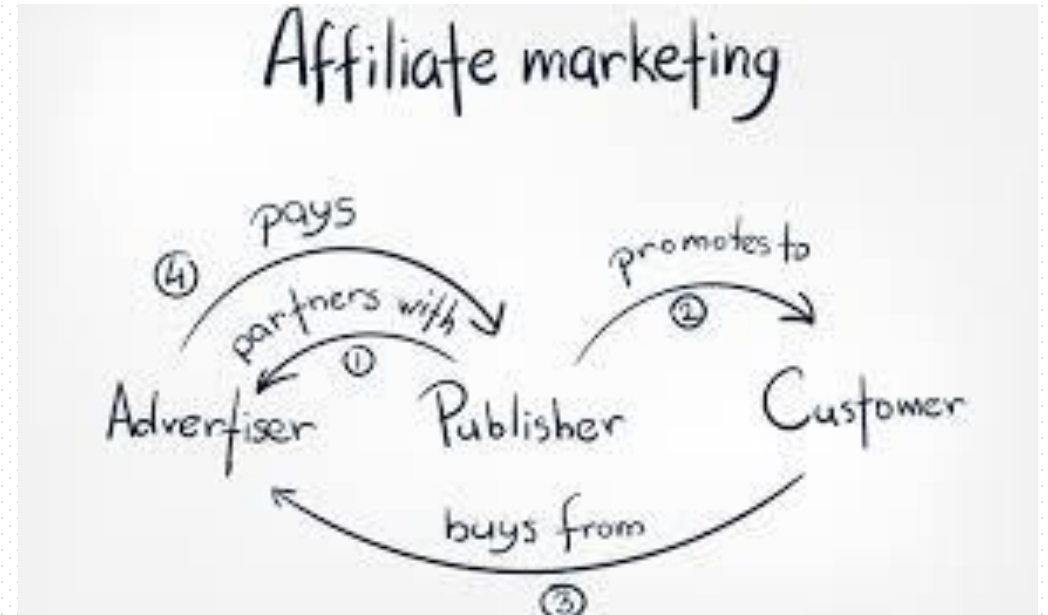 Affiliate marketing
pays
④
promotes to
partners with
②
①
Advertiser Publisher Customer
buys from
③